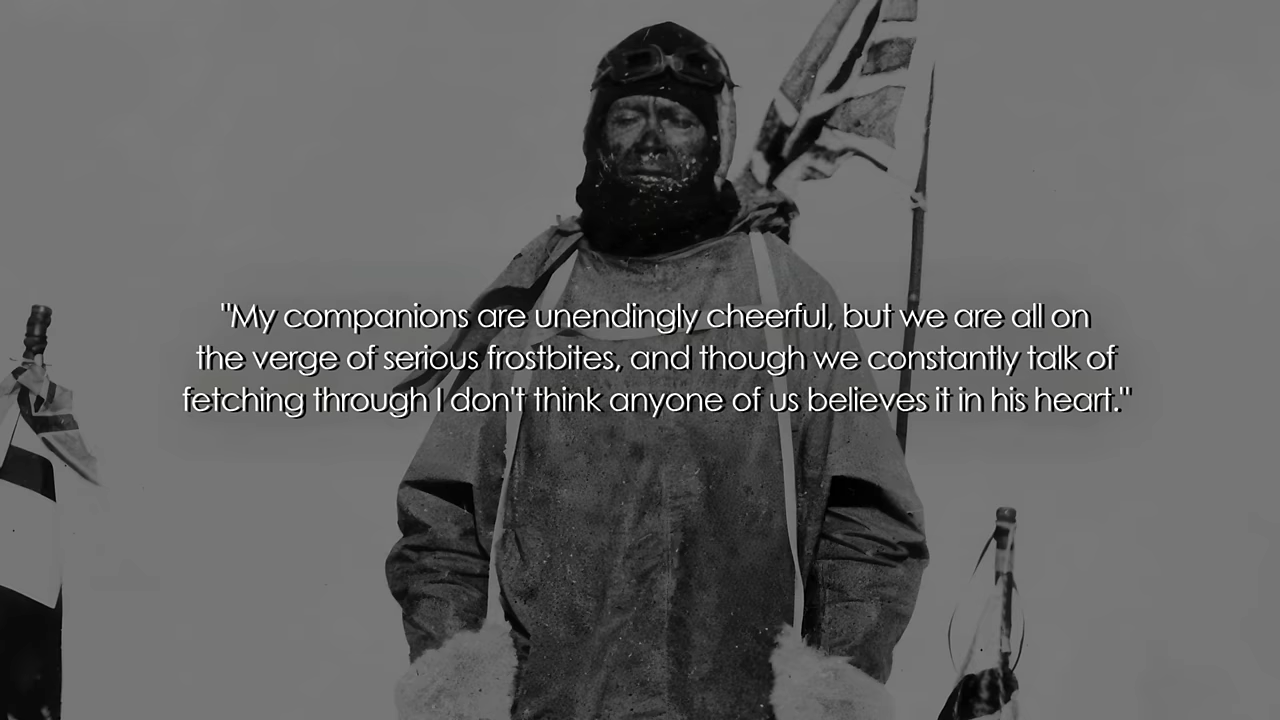 "My companions are unendingly cheerful, but we are all on
the verge of serious frostbites, and though we constantly talk of
fetching through I don't think anyone of us believes it in his heart."